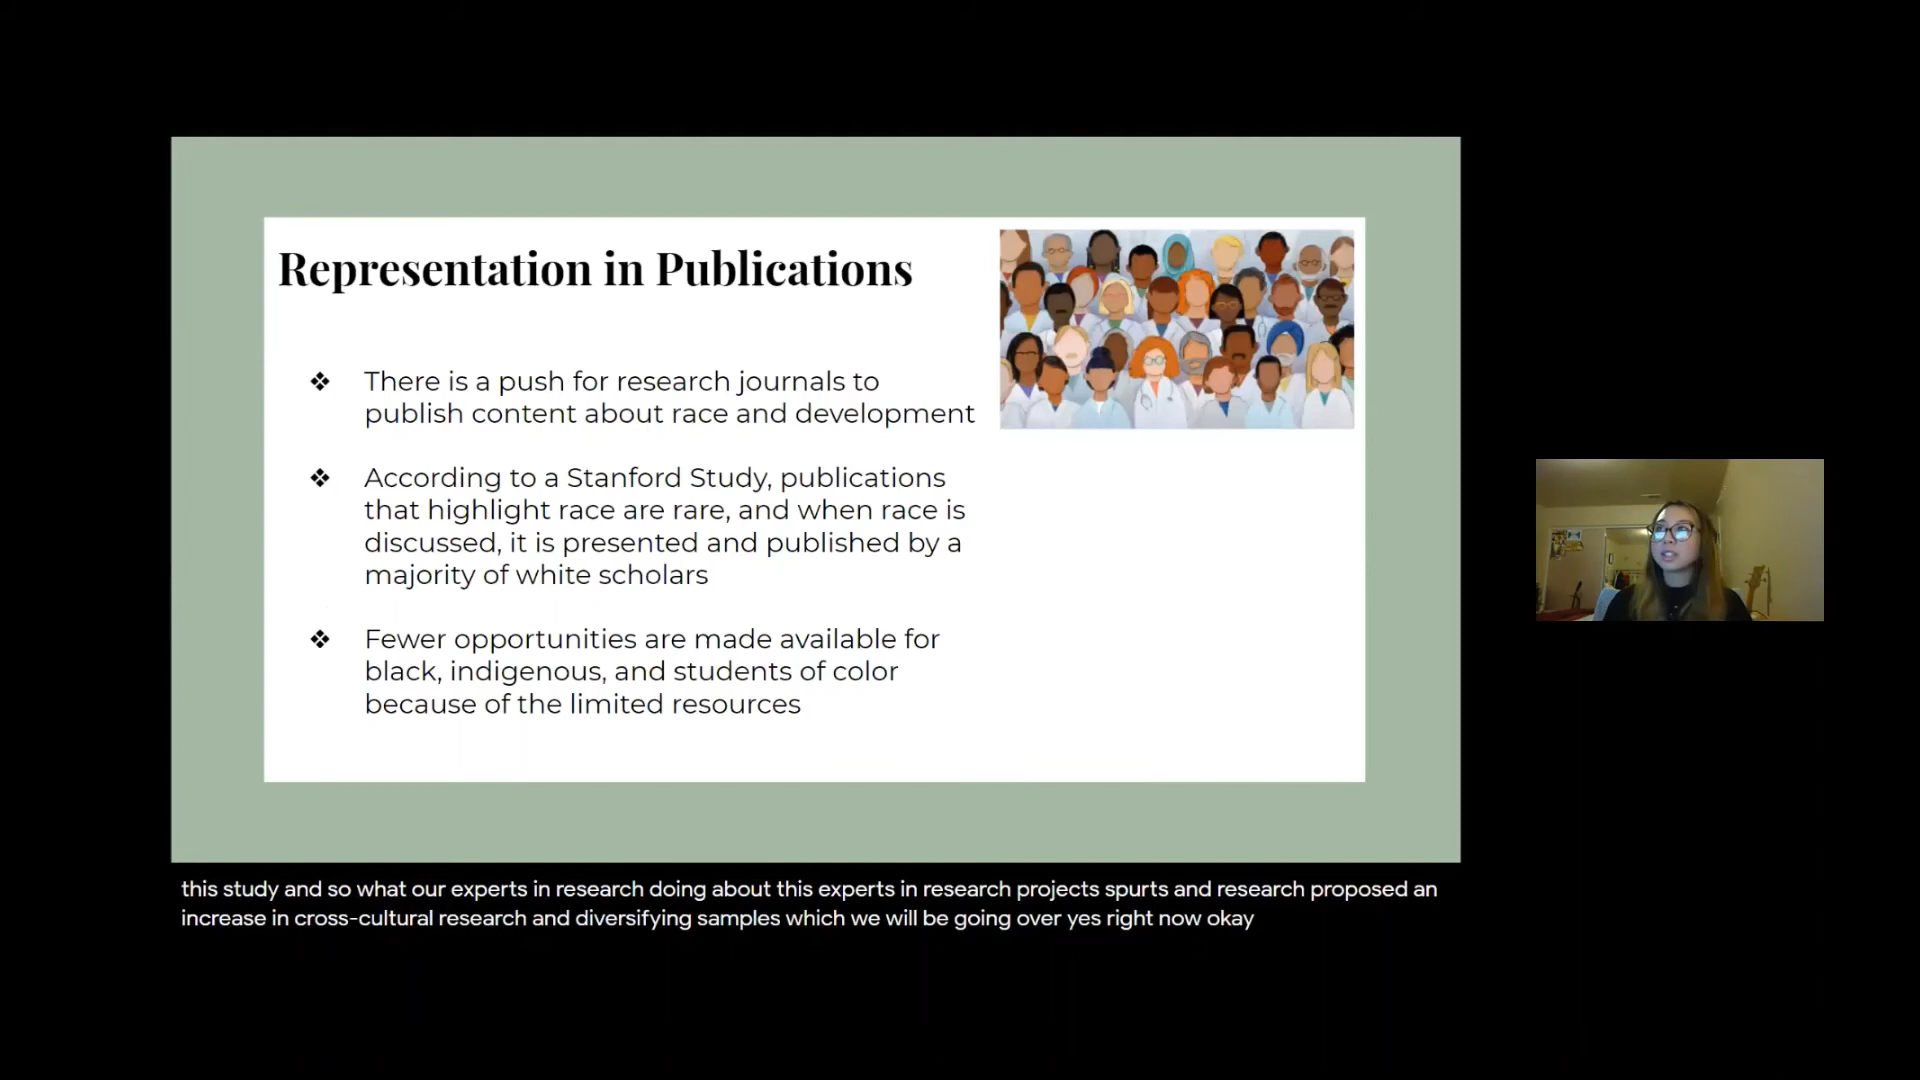 Representation in Publications
❖ There is a push for research journals to
publish content about race and development
❖ According to a Stanford Study, publications
that highlight race are rare, and when race is
discussed, it is presented and published by a
majority of white scholars
❖ Fewer opportunities are made available for
black, indigenous, and students of color
because of the limited resources
this study and so what our experts in research doing about this experts in research projects spurts and research proposed an
increase in cross-cultural research and diversifying samples which we will be going over yes right now okay